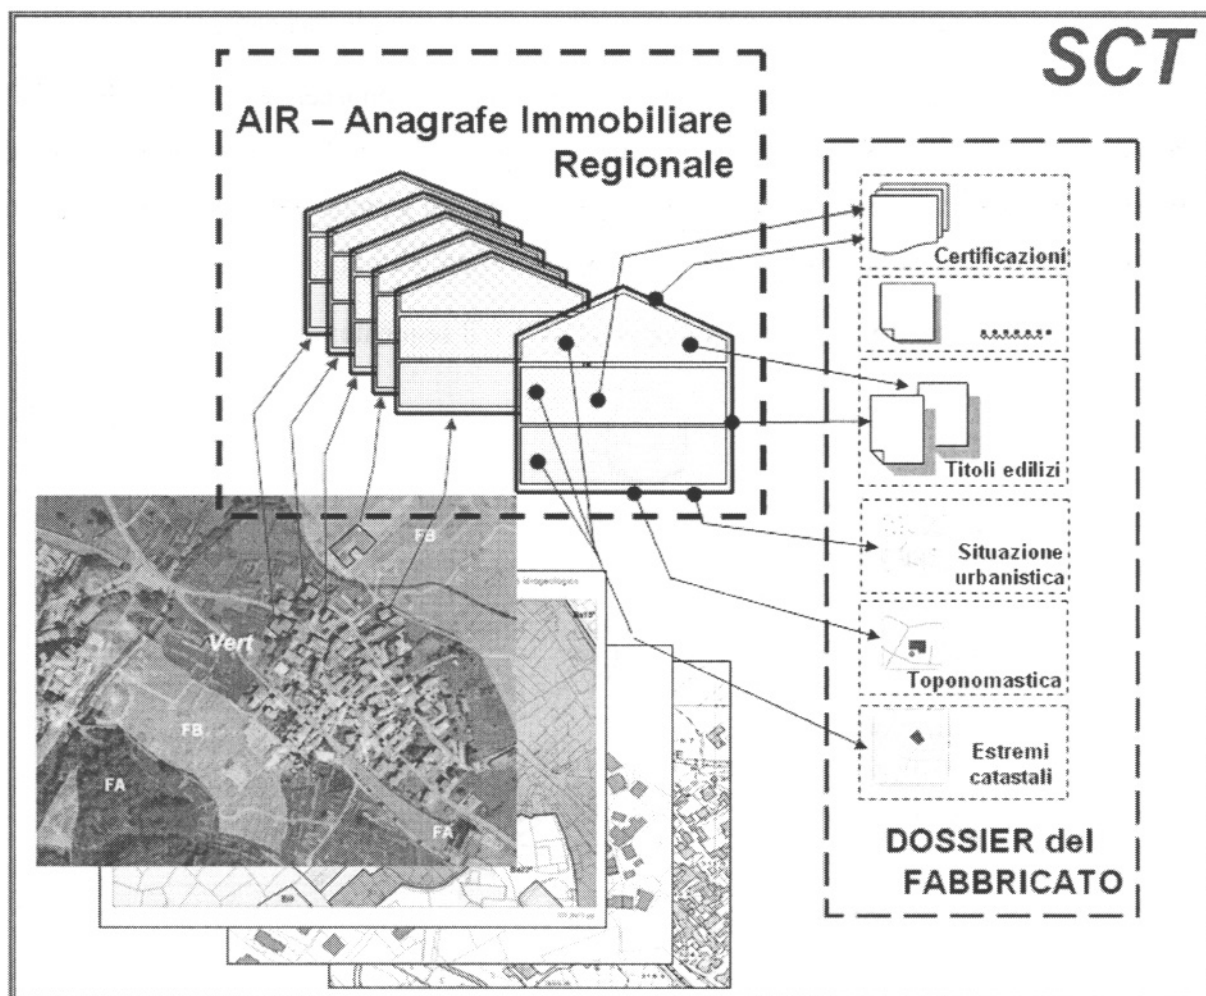 SCT
AIR – Anagrafe Immobiliare
Regionale
Certificazioni
Titoli edilizi
Situazione
urbanistica
Toponomastica
Estremi
catastali
DOSSIER del
FABBRICATO
FB
Vert
FB
FA
FA
idrogeologico